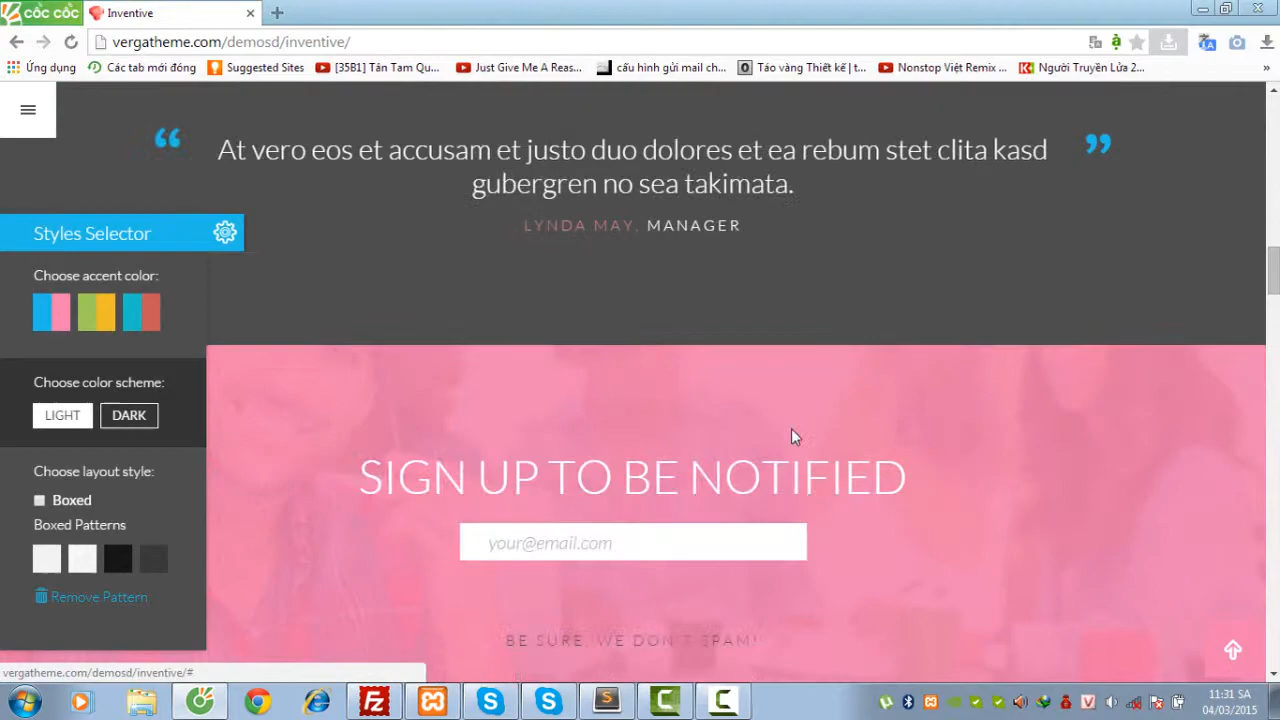 cốc cốc
Inventive
vergatheme.com/demosd/inventive/
Ứng dụng
Các tab mới đóng
Suggested Sites
[35B1] Tân Tam Qu...
Just Give Me A Reas...
cấu hình gửi mail ch...
Táo vàng Thiết kế | t...
Nonstop Việt Remix ...
Người Truyền Lửa 2...
»
“ At vero eos et accusam et justo duo dolores et ea rebum stet clita kasd ”
gubergren no sea takimata.
LYNDA MAY, MANAGER
Styles Selector
Choose accent color:
Choose color scheme:
LIGHT DARK
Choose layout style:
Boxed
Boxed Patterns
Remove Pattern
SIGN UP TO BE NOTIFIED
your@email.com
BE SURE, WE DON'T SPAM!
vergatheme.com/demosd/inventive/#
11:31 SA
04/03/2015